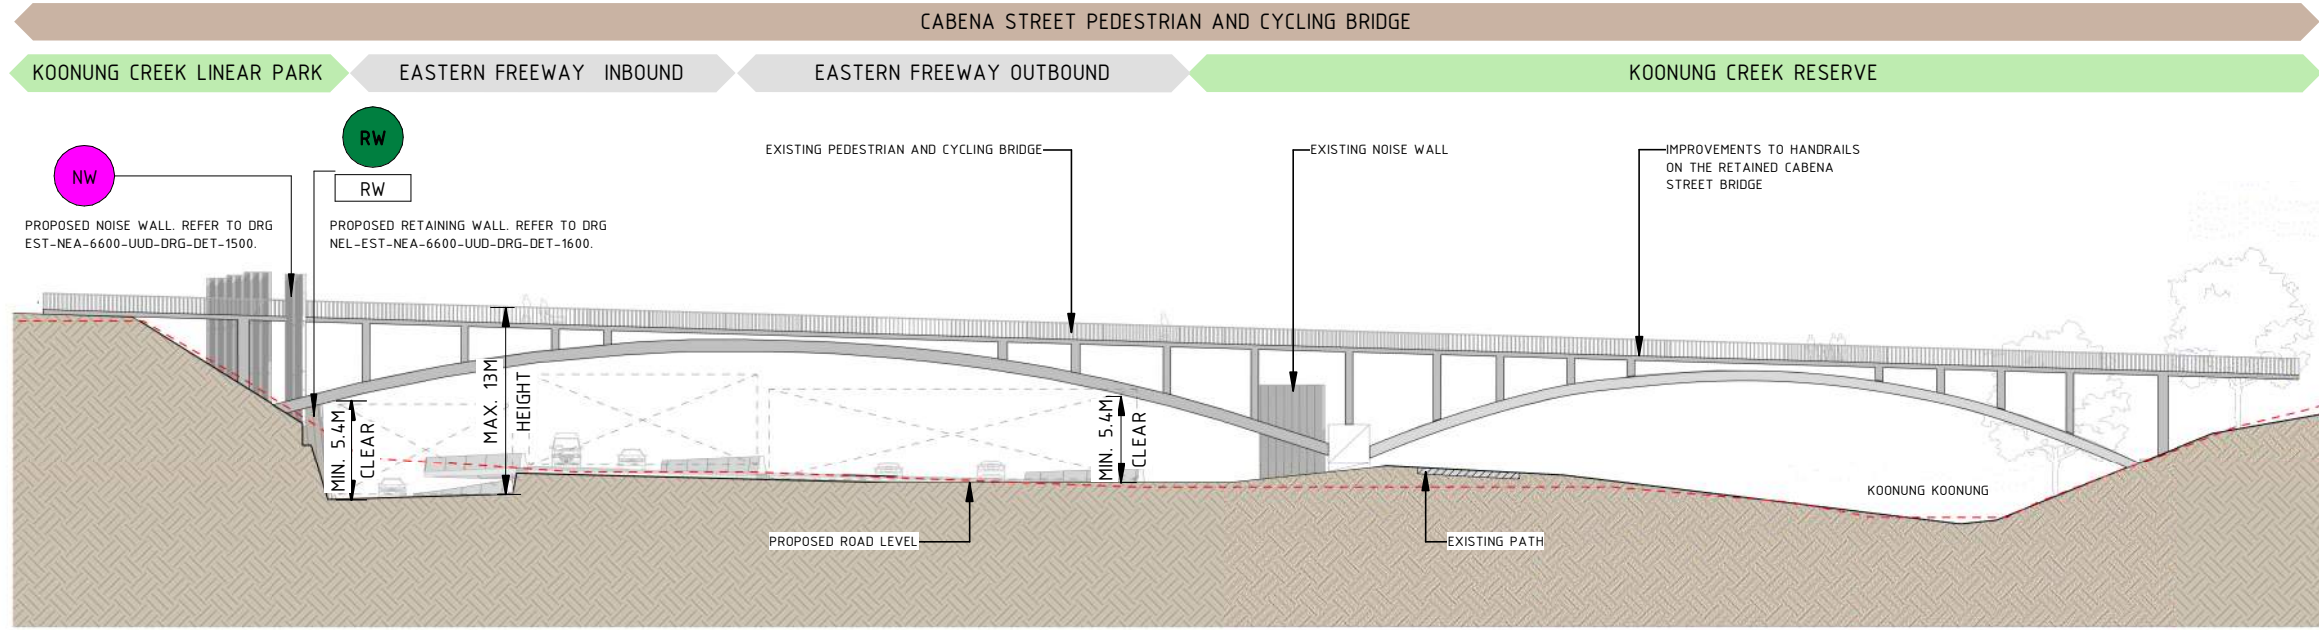 CABENA STREET PEDESTRIAN AND CYCLING BRIDGE
KOONUNG CREEK LINEAR PARK
EASTERN FREEWAY INBOUND
EASTERN FREEWAY OUTBOUND
KOONUNG CREEK RESERVE
NW
PROPOSED NOISE WALL. REFER TO DRG
EST-NEA-6600-UUD-DRG-DET-1500.
RW
RW
PROPOSED RETAINING WALL. REFER TO DRG
NEL-EST-NEA-6600-UUD-DRG-DET-1600.
EXISTING PEDESTRIAN AND CYCLING BRIDGE
EXISTING NOISE WALL
IMPROVEMENTS TO HANDRAILS
ON THE RETAINED CABENA
STREET BRIDGE
MIN. 5.4M
CLEAR
MAX. 13M
HEIGHT
MIN. 5.4M
CLEAR
KOONUNG KOONUNG
PROPOSED ROAD LEVEL
EXISTING PATH